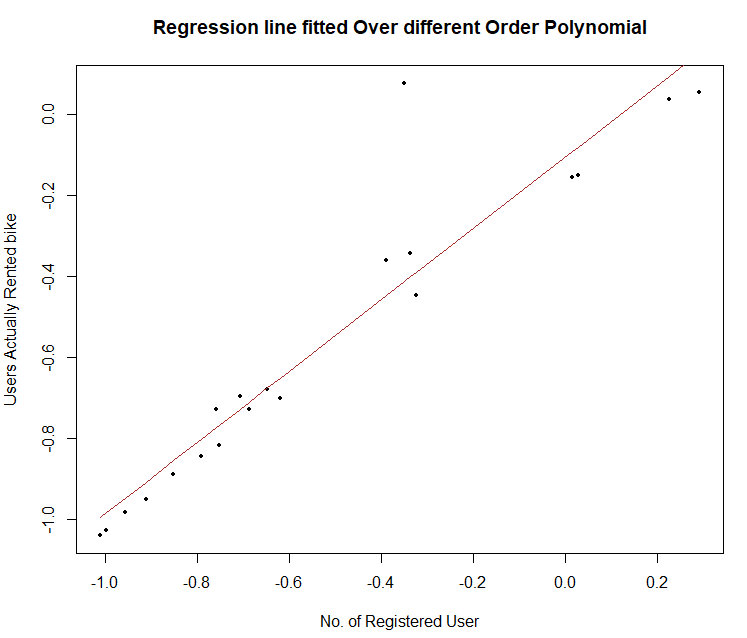 Regression line fitted Over different Order Polynomial
Users Actually Rented bike
0.0
-0.2
-0.4
-0.6
-0.8
-1.0
-1.0 -0.8 -0.6 -0.4 -0.2 0.0 0.2
No. of Registered User